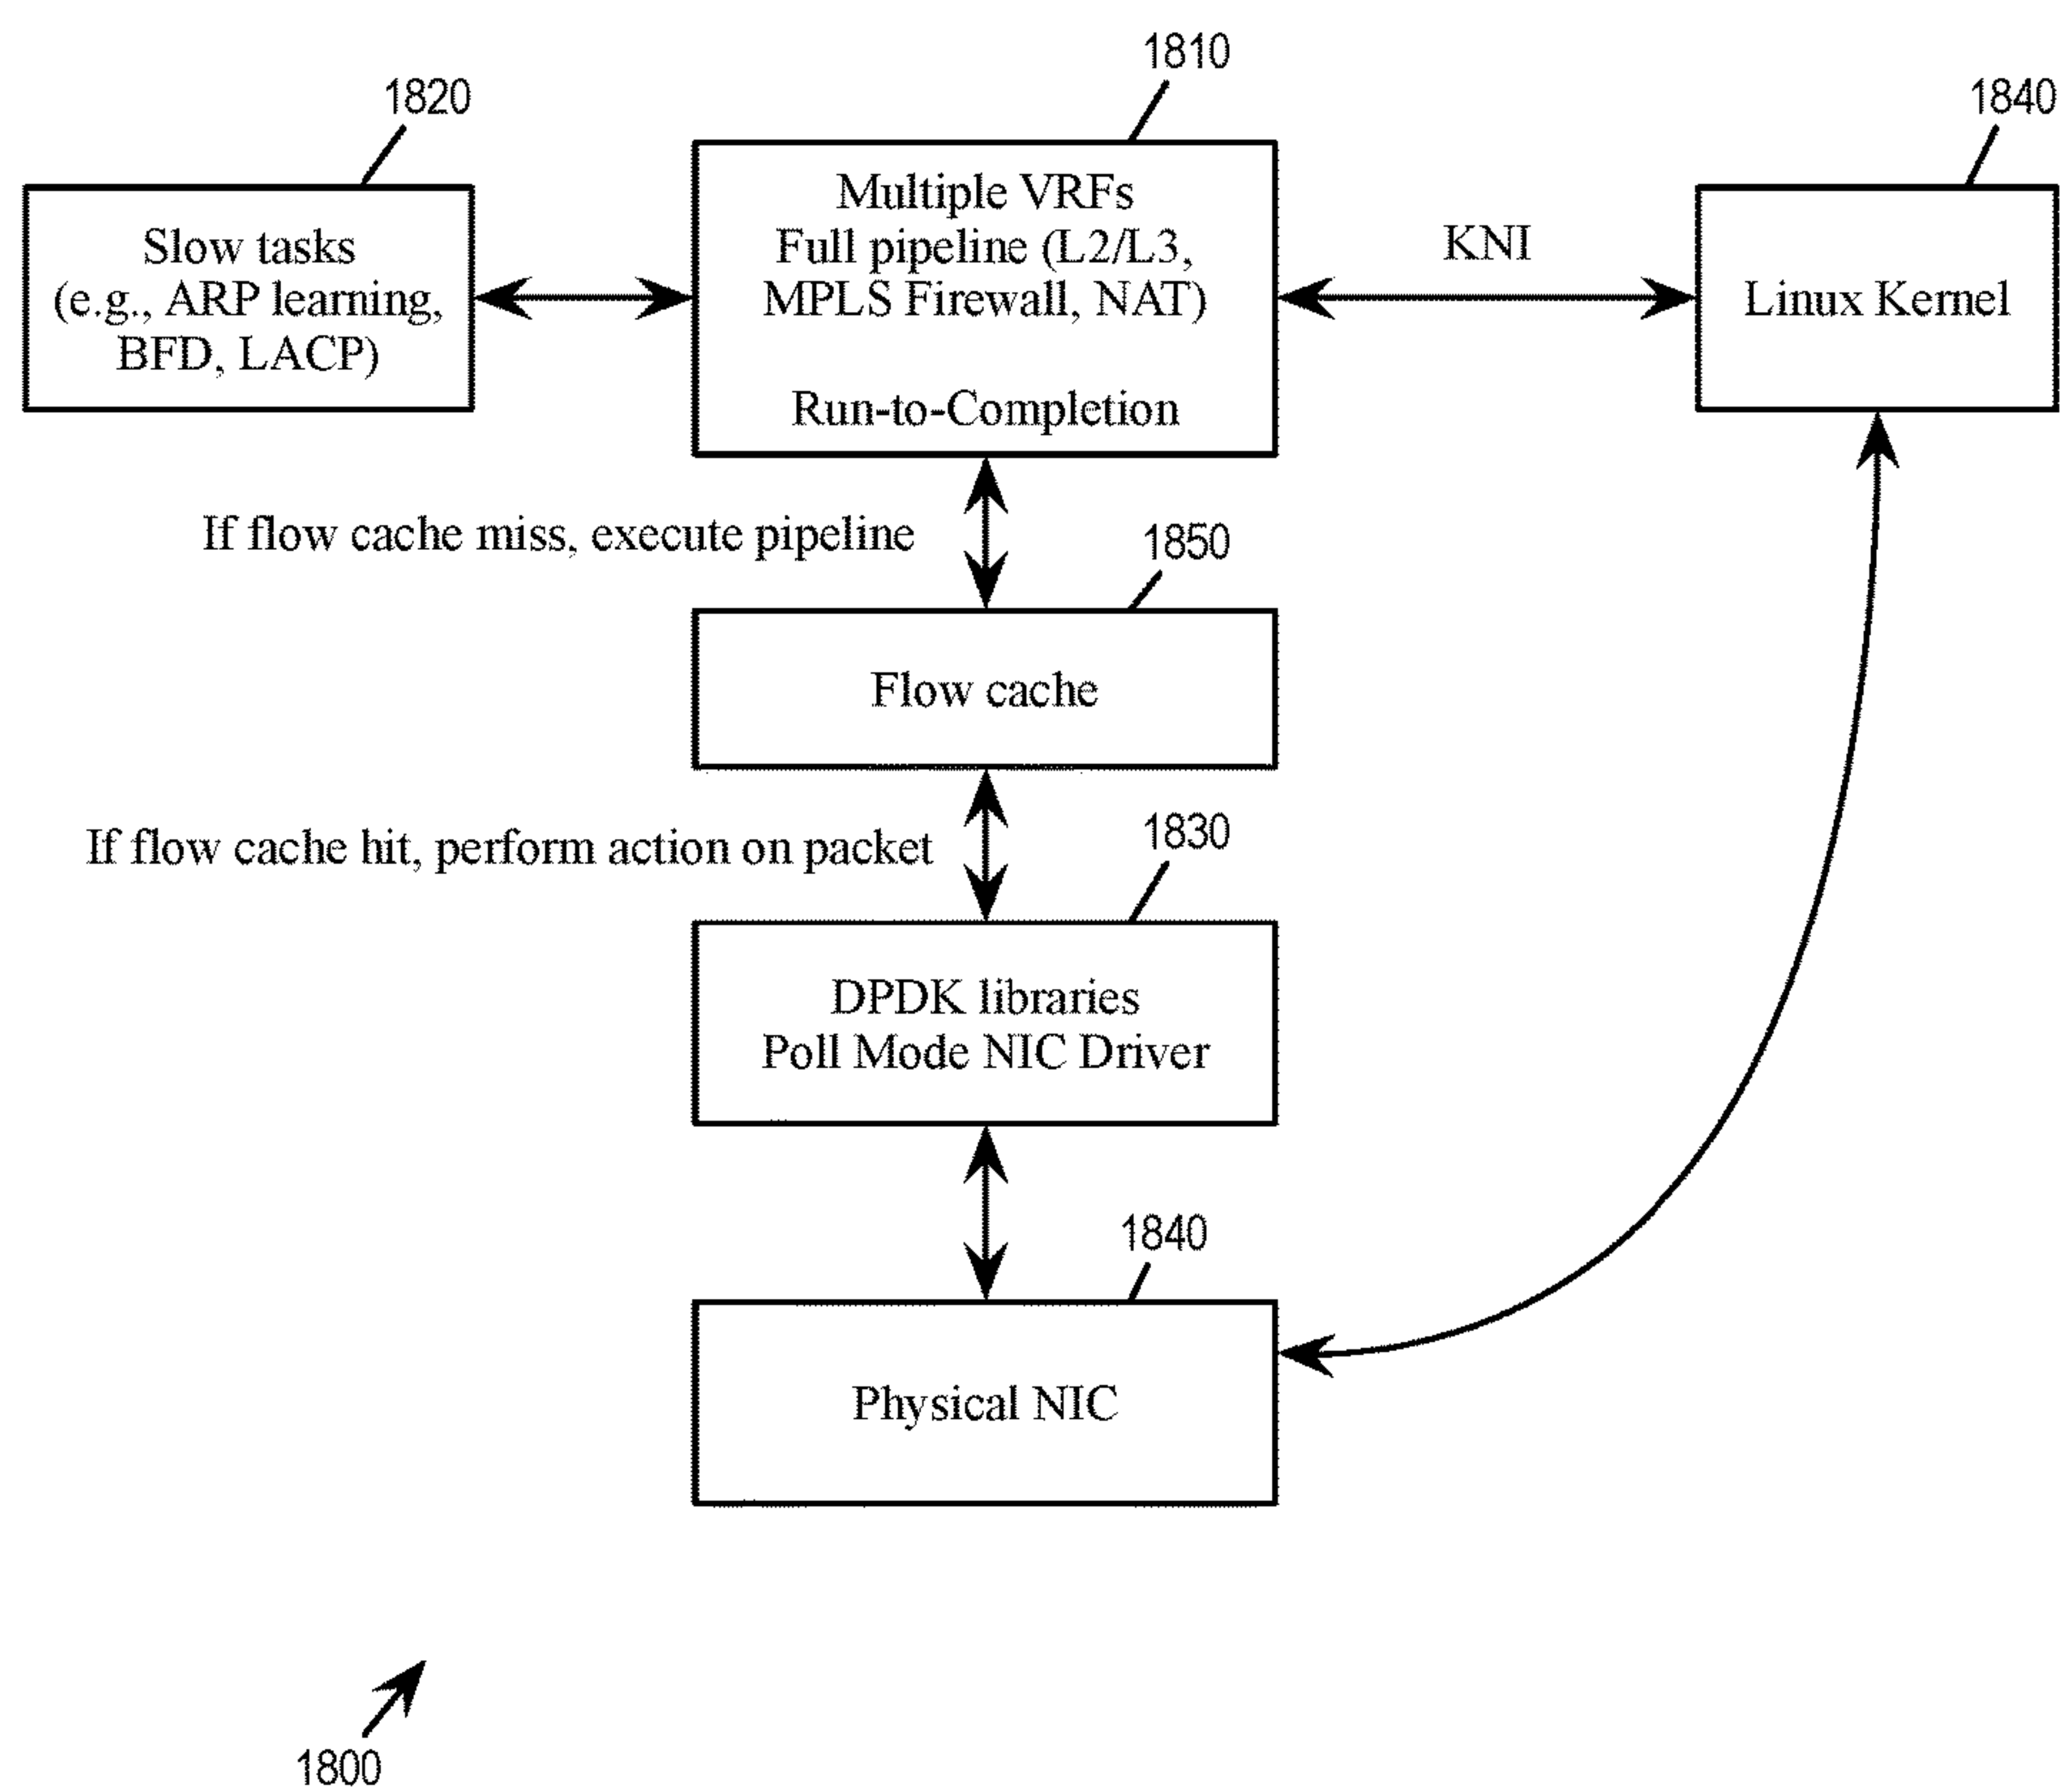 1810
1820
1840
Multiple VRFs
Full pipeline (L2/L3,
MPLS Firewall, NAT)
Run-to-Completion
Slow tasks
(e.g., ARP learning,
BFD, LACP)
KNI
Linux Kernel
If flow cache miss, execute pipeline
1850
Flow cache
If flow cache hit, perform action on packet
1830
DPDK libraries
Poll Mode NIC Driver
1840
Physical NIC
1800